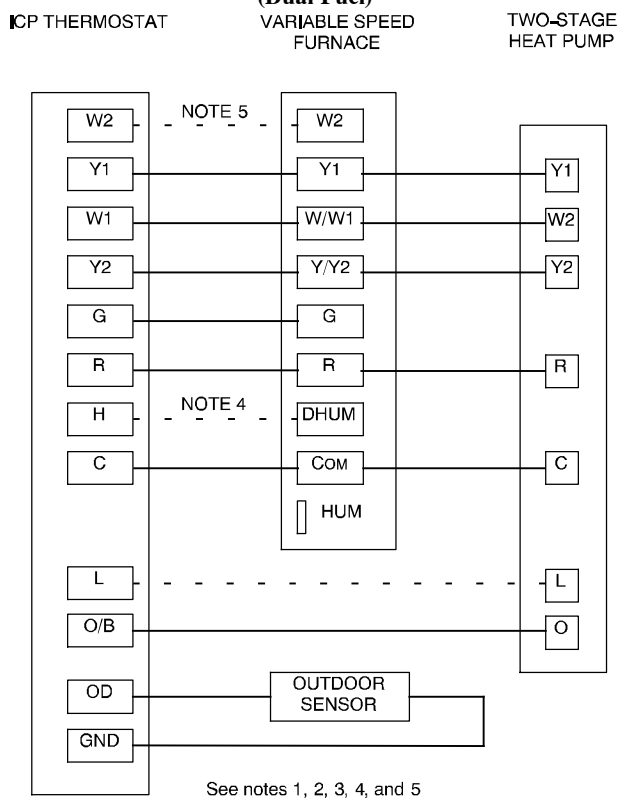 (Dual Fuel)
ICP THERMOSTAT
VARIABLE SPEED
FURNACE
TWO-STAGE
HEAT PUMP
W2 NOTE 5 W2
Y1 Y1 Y1
W1 W/W1 W2
Y2 Y/Y2 Y2
G G
R R R
H NOTE 4 DHUM
C COM C
HUM
L L
O/B O
OD OUTDOOR
SENSOR
GND
See notes 1, 2, 3, 4, and 5